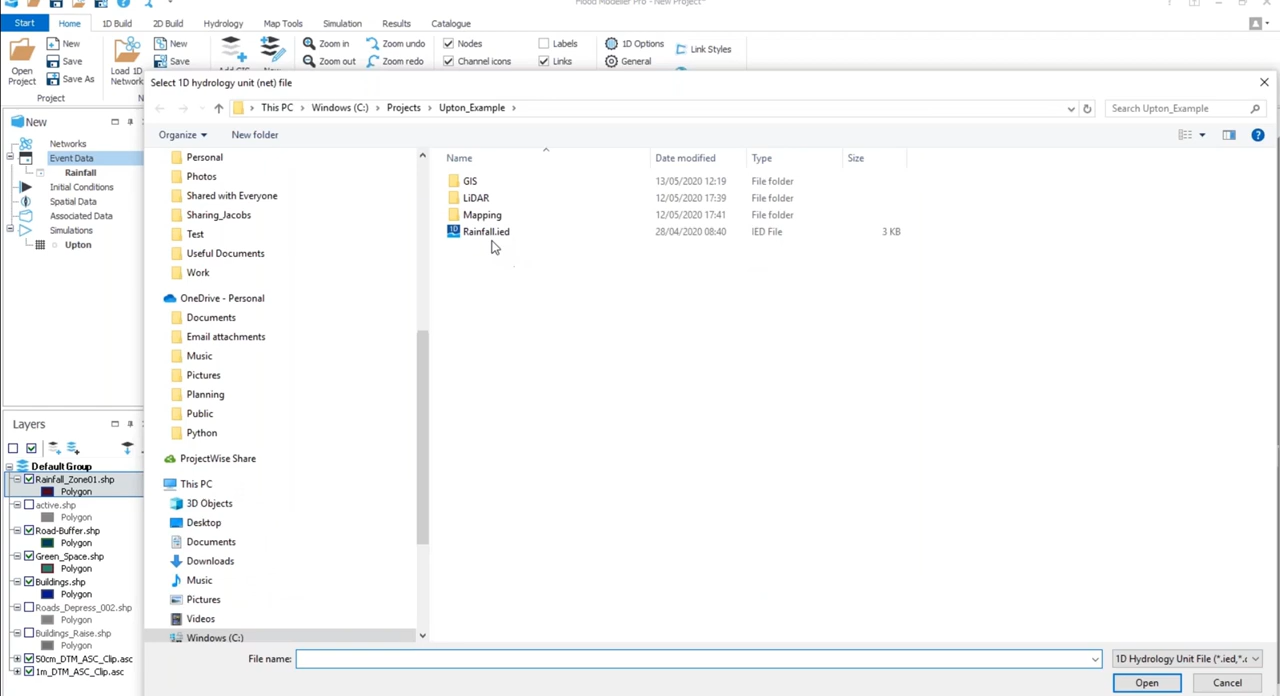 Flood Modeller Pro - New Project*
Start Home 1D Build 2D Build Hydrology Map Tools Simulation Results Catalogue
New New Zoom in Zoom undo Nodes Labels 1D Options Link Styles
Open Project Save Load 1D Network Save Zoom out Zoom redo Channel icons Links General
Save As
Project
Select 1D hydrology unit (net) file
This PC Windows (C:) Projects Upton_Example Search Upton_Example
Organize New folder
New
Networks
Event Data
Rainfall
Initial Conditions
Spatial Data
Associated Data
Simulations
Upton
Personal
Photos
Shared with Everyone
Sharing_Jacobs
Test
Useful Documents
Work
OneDrive - Personal
Documents
Email attachments
Music
Pictures
Planning
Public
Python
ProjectWise Share
This PC
3D Objects
Desktop
Documents
Downloads
Music
Pictures
Videos
Windows (C:)
Name Date modified Type Size
GIS 13/05/2020 12:19 File folder
LiDAR 12/05/2020 17:39 File folder
Mapping 12/05/2020 17:41 File folder
Rainfall.ied 28/04/2020 08:40 IED File 3 KB
Layers
Default Group
Rainfall_Zone01.shp
Polygon
active.shp
Polygon
Road-Buffer.shp
Polygon
Green_Space.shp
Polygon
Buildings.shp
Polygon
Roads_Depress_002.shp
Polygon
Buildings_Raise.shp
Polygon
50cm_DTM_ASC_Clip.asc
1m_DTM_ASC_Clip.asc
File name: 1D Hydrology Unit File (*.ied,*.
Open Cancel